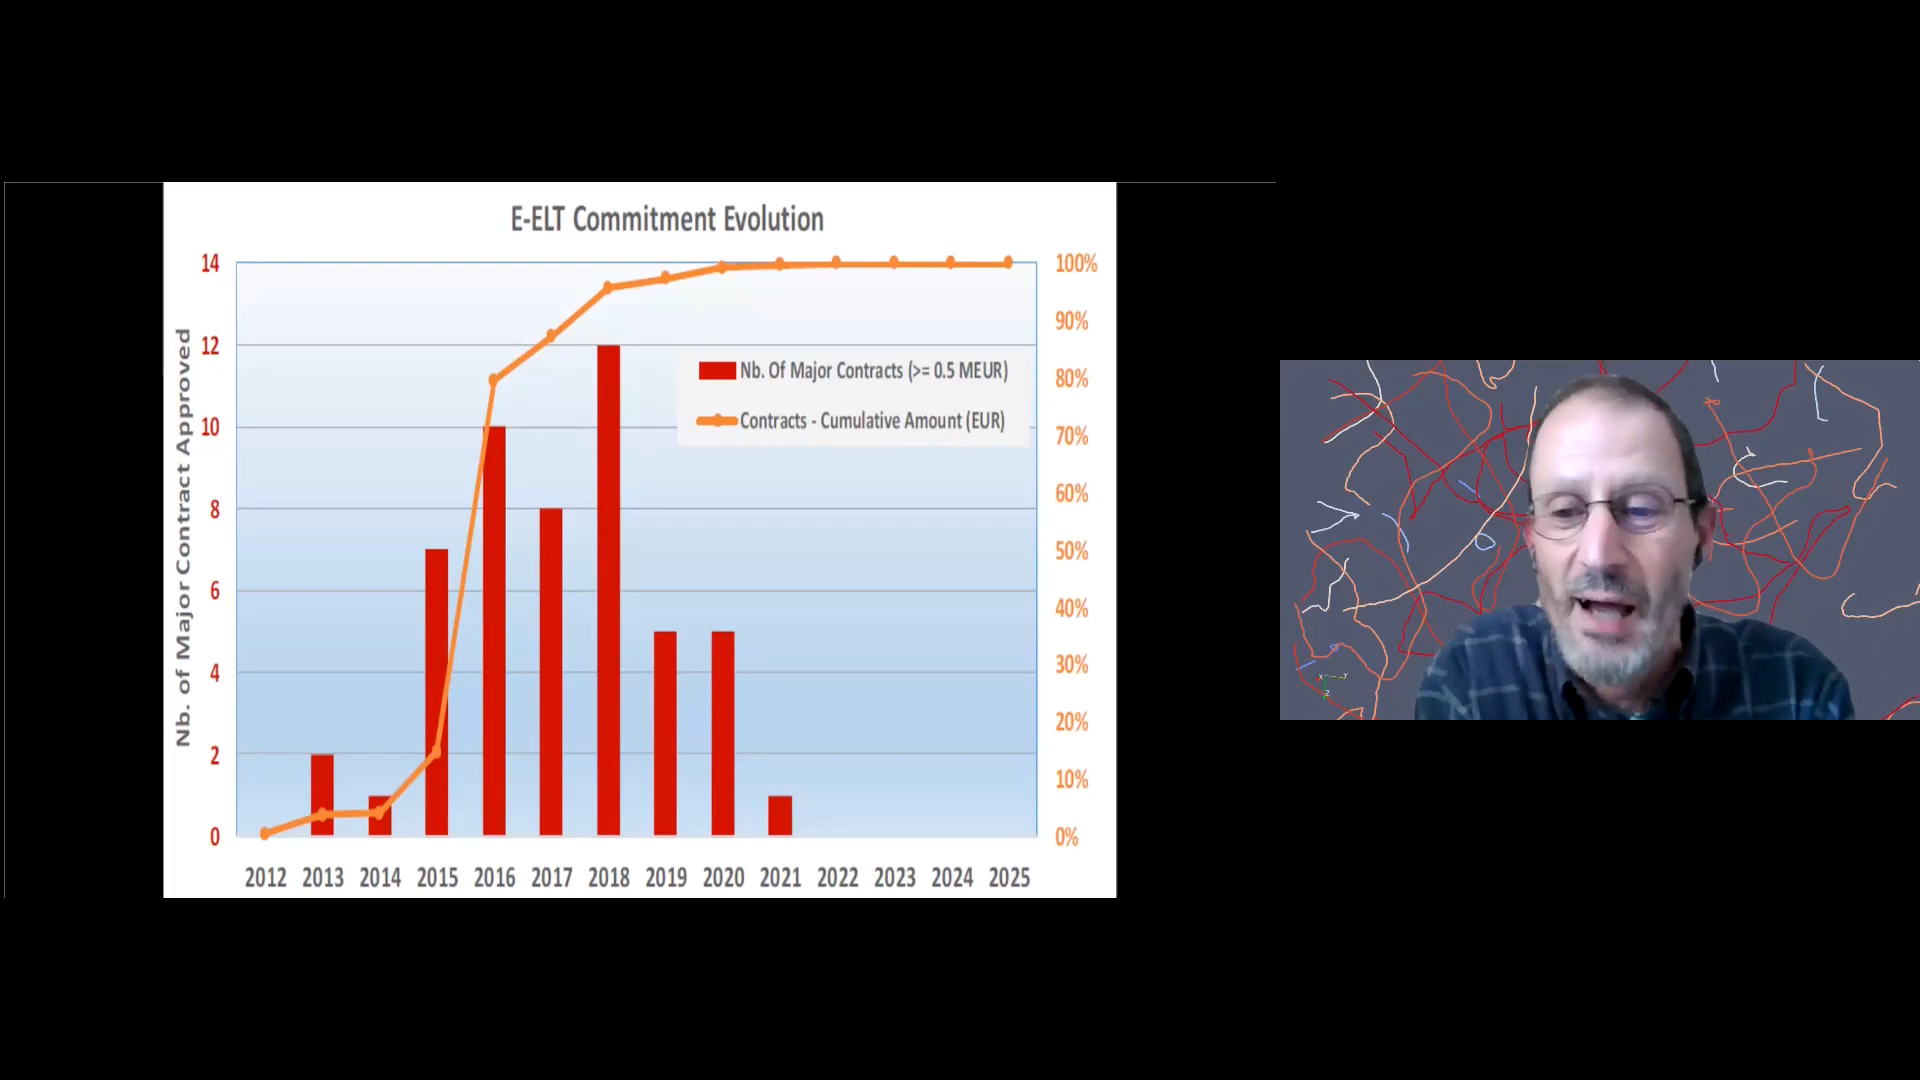 E-ELT Commitment Evolution
Nb. of Major Contract Approved
14
12
10
8
6
4
2
0
100%
90%
80%
70%
60%
50%
40%
30%
20%
10%
0%
Nb. Of Major Contracts (>= 0.5 MEUR)
Contracts - Cumulative Amount (EUR)
2012 2013 2014 2015 2016 2017 2018 2019 2020 2021 2022 2023 2024 2025
X Y
Z